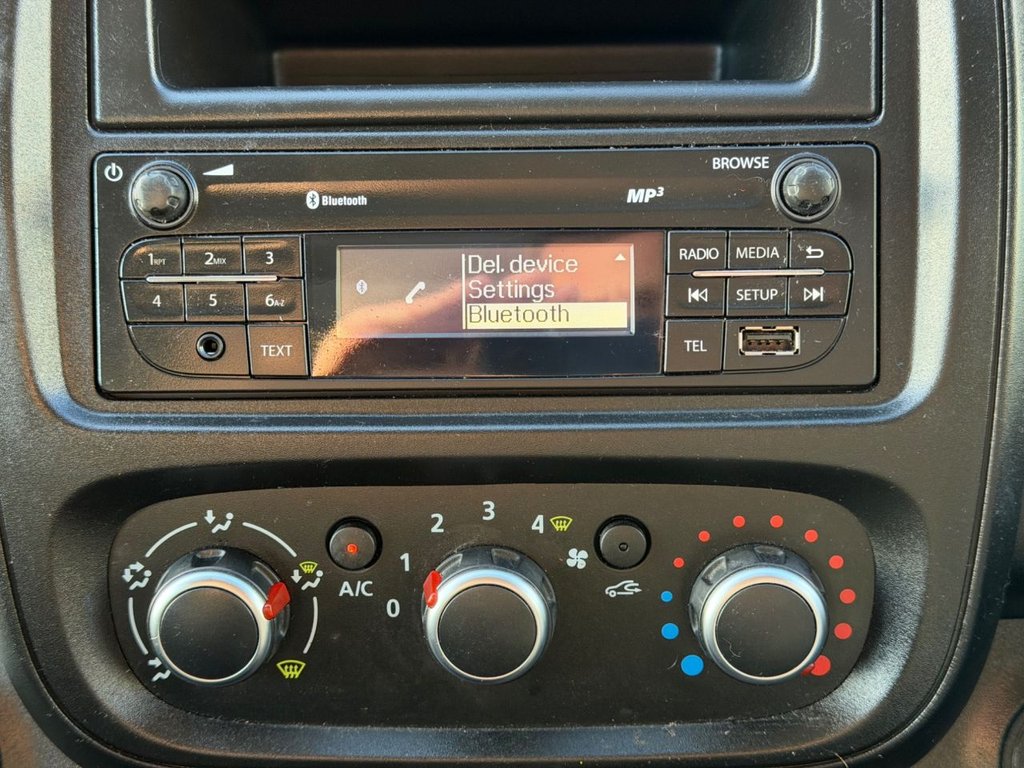 BROWSE
Bluetooth
MP3
1RPT 2MIX 3
4 5 6A-Z
TEXT
Del. device
Settings
Bluetooth
RADIO MEDIA
SETUP
TEL
0 1 2 3 4
A/C